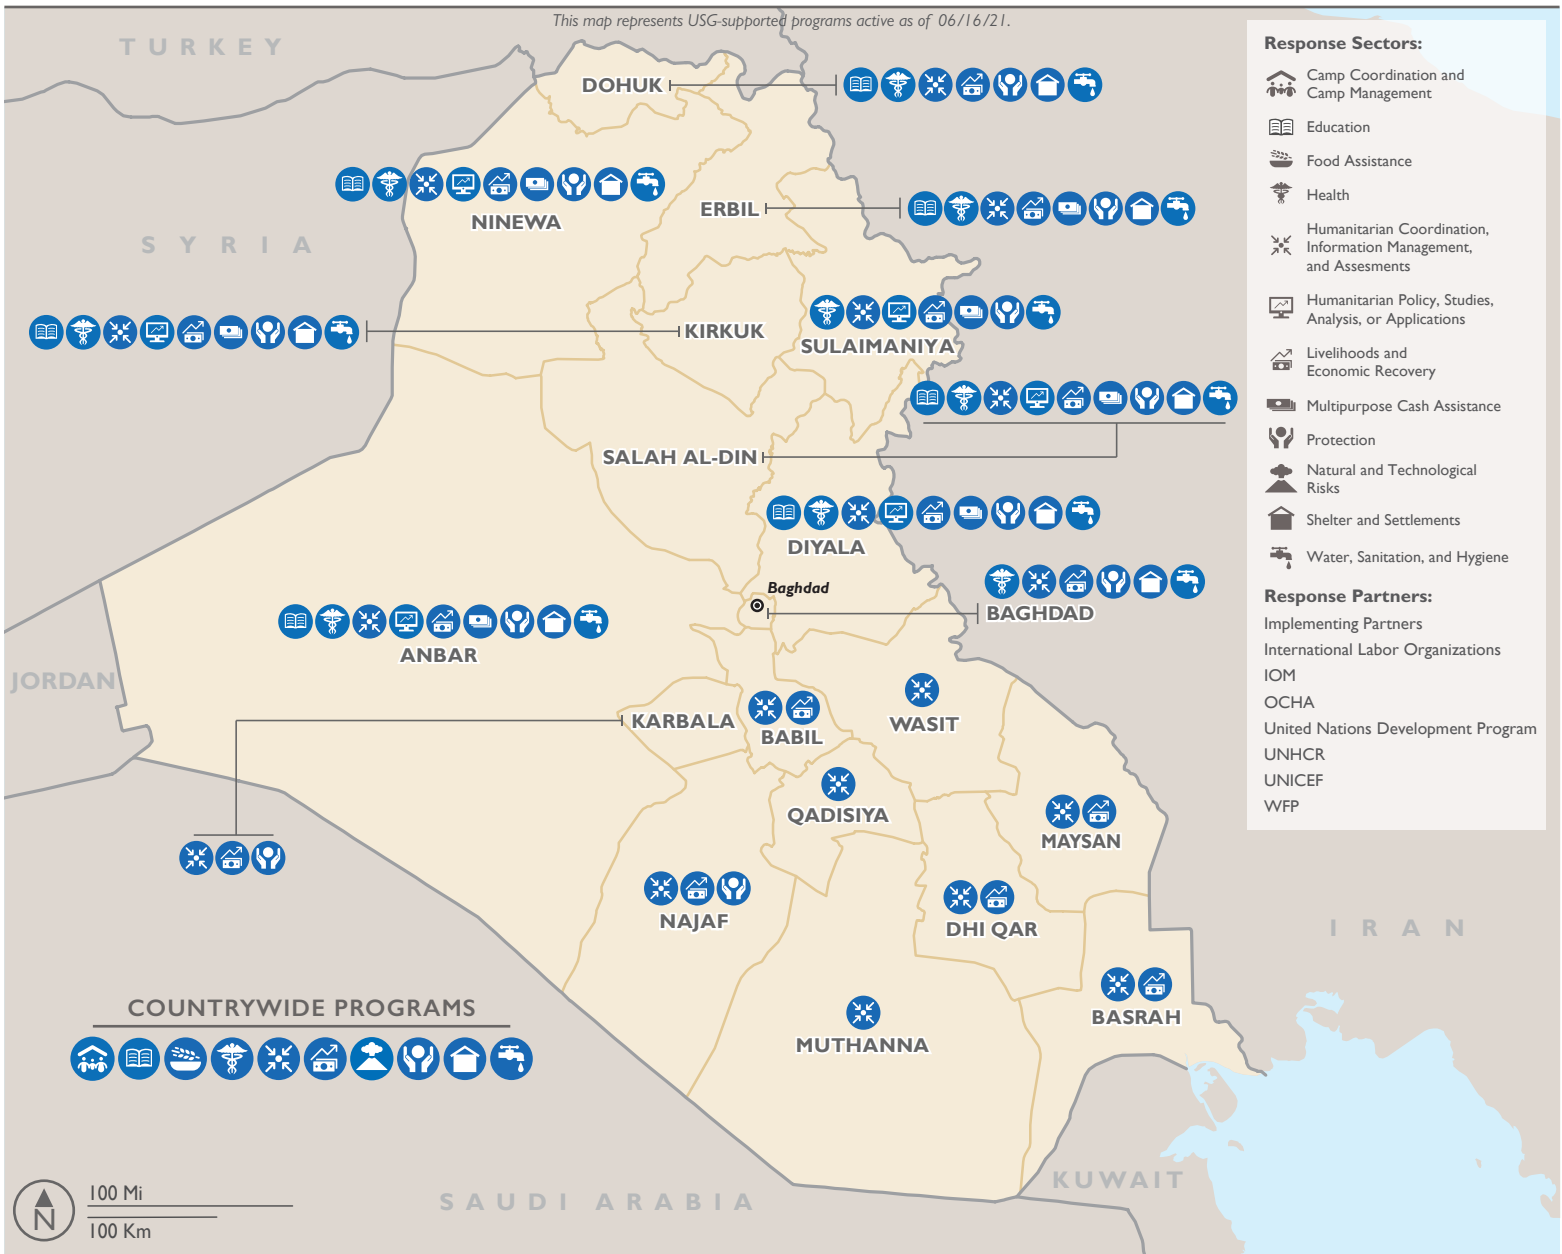 This map represents USG-supported programs active as of 06/16/21.
TURKEY
SYRIA
JORDAN
SAUDI ARABIA
KUWAIT
IRAN
DOHUK
NINEWA
ERBIL
KIRKUK
SULAIMANIYA
SALAH AL-DIN
DIYALA
Baghdad
BAGHDAD
ANBAR
KARBALA
BABIL
WASIT
QADISIYA
MAYSAN
NAJAF
DHI QAR
BASRAH
MUTHANNA
COUNTRYWIDE PROGRAMS
N
100 Mi
100 Km
Response Sectors:
Camp Coordination and
Camp Management
Education
Food Assistance
Health
Humanitarian Coordination,
Information Management,
and Assesments
Humanitarian Policy, Studies,
Analysis, or Applications
Livelihoods and
Economic Recovery
Multipurpose Cash Assistance
Protection
Natural and Technological
Risks
Shelter and Settlements
Water, Sanitation, and Hygiene
Response Partners:
Implementing Partners
International Labor Organizations
IOM
OCHA
United Nations Development Program
UNHCR
UNICEF
WFP